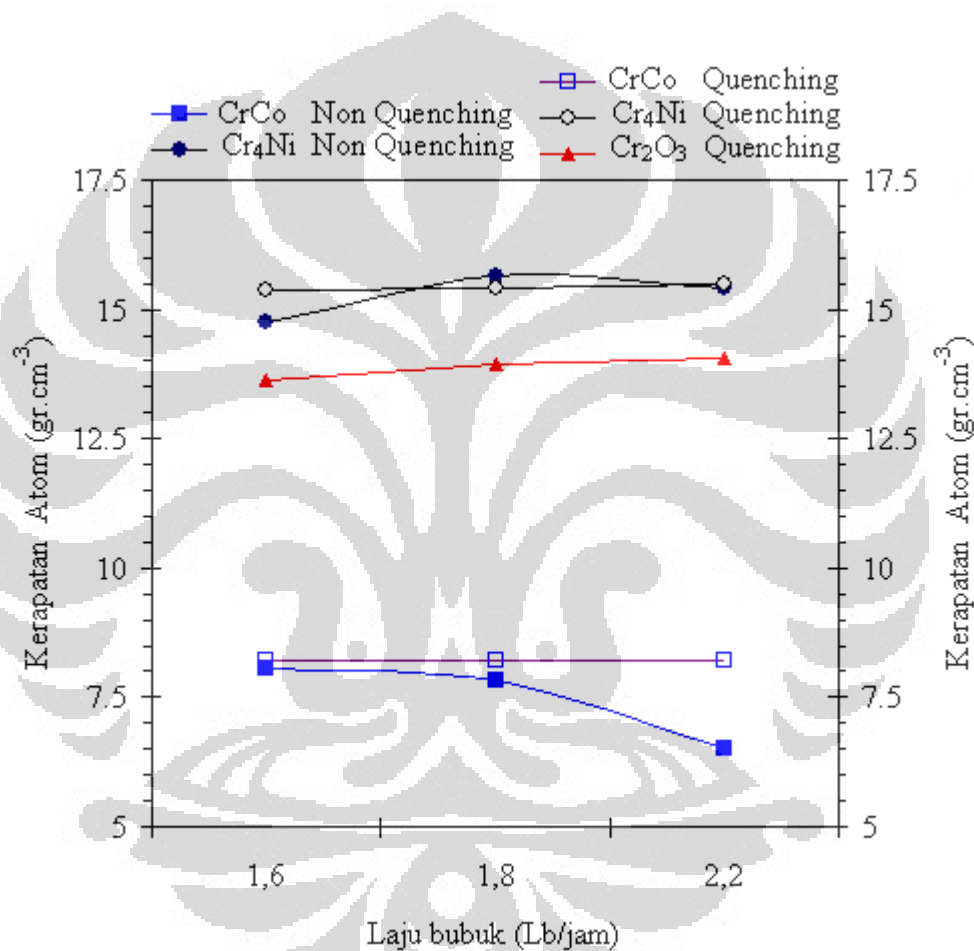 CrCo Quenching
CrCo Non Quenching
Cr₄Ni Quenching
Cr₄Ni Non Quenching
Cr₂O₃ Quenching
17.5
17.5
15
15
12.5
12.5
10
10
7.5
7.5
5
5
Kerapatan Atom (gr.cm⁻³)
Kerapatan Atom (gr.cm⁻³)
1,6 1,8 2,2
Laju bubuk (Lb/jam)